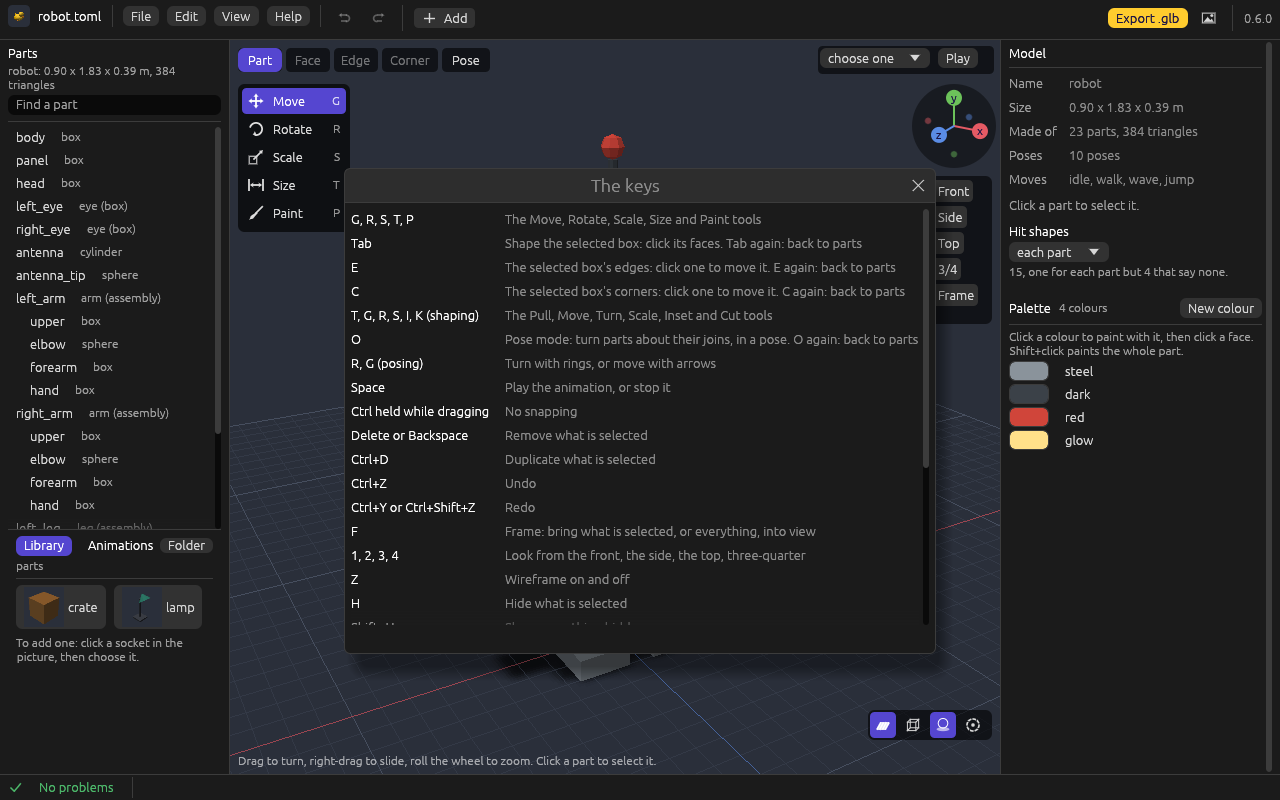 robot.toml File Edit View Help + Add Export .glb 0.6.0
Parts
robot: 0.90 x 1.83 x 0.39 m, 384
triangles
Find a part
body box
panel box
head box
left_eye eye (box)
right_eye eye (box)
antenna cylinder
antenna_tip sphere
left_arm arm (assembly)
upper box
elbow sphere
forearm box
hand box
right_arm arm (assembly)
upper box
elbow sphere
forearm box
hand box
left_leg leg (assembly)
Library Animations Folder
parts
crate lamp
To add one: click a socket in the
picture, then choose it.
Part Face Edge Corner Pose
choose one Play
Move G
Rotate R
Scale S
Size T
Paint P
y
x
z
Front
Side
Top
3/4
Frame
The keys
G, R, S, T, P The Move, Rotate, Scale, Size and Paint tools
Tab Shape the selected box: click its faces. Tab again: back to parts
E The selected box's edges: click one to move it. E again: back to parts
C The selected box's corners: click one to move it. C again: back to parts
T, G, R, S, I, K (shaping) The Pull, Move, Turn, Scale, Inset and Cut tools
O Pose mode: turn parts about their joins, in a pose. O again: back to parts
R, G (posing) Turn with rings, or move with arrows
Space Play the animation, or stop it
Ctrl held while dragging No snapping
Delete or Backspace Remove what is selected
Ctrl+D Duplicate what is selected
Ctrl+Z Undo
Ctrl+Y or Ctrl+Shift+Z Redo
F Frame: bring what is selected, or everything, into view
1, 2, 3, 4 Look from the front, the side, the top, three-quarter
Z Wireframe on and off
H Hide what is selected
Drag to turn, right-drag to slide, roll the wheel to zoom. Click a part to select it.
Model
Name robot
Size 0.90 x 1.83 x 0.39 m
Made of 23 parts, 384 triangles
Poses 10 poses
Moves idle, walk, wave, jump
Click a part to select it.
Hit shapes
each part
15, one for each part but 4 that say none.
Palette 4 colours New colour
Click a colour to paint with it, then click a face.
Shift+click paints the whole part.
steel
dark
red
glow
No problems